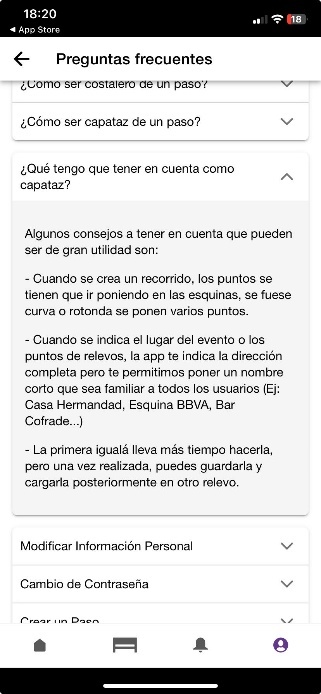 18:20
18
◀ App Store
Preguntas frecuentes
¿Cómo ser costalero de un paso?
¿Cómo ser capataz de un paso?
¿Qué tengo que tener en cuenta como
capataz?
Algunos consejos a tener en cuenta que pueden
ser de gran utilidad son:
- Cuando se crea un recorrido, los puntos se
tienen que ir poniendo en las esquinas, se fuese
curva o rotonda se ponen varios puntos.
- Cuando se indica el lugar del evento o los
puntos de relevos, la app te indica la dirección
completa pero te permitimos poner un nombre
corto que sea familiar a todos los usuarios (Ej:
Casa Hermandad, Esquina BBVA, Bar
Cofrade...)
- La primera igualá lleva más tiempo hacerla,
pero una vez realizada, puedes guardarla y
cargarla posteriormente en otro relevo.
Modificar Información Personal
Cambio de Contraseña
Crear un Paso